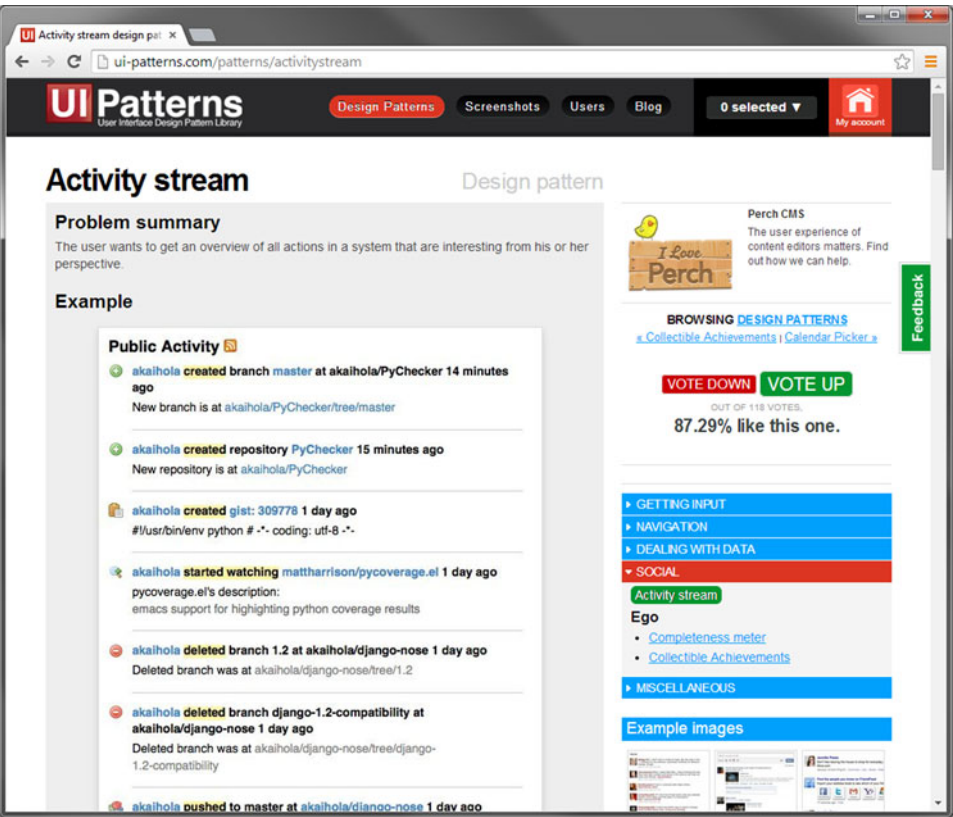 Activity stream design pat
ui-patterns.com/patterns/activitystream
UI Patterns
User Interface Design Pattern Library
Design Patterns
Screenshots
Users
Blog
0 selected ▼
My account
Activity stream
Design pattern
Problem summary
The user wants to get an overview of all actions in a system that are interesting from his or her
perspective.
Example
Public Activity
akaihola created branch master at akaihola/PyChecker 14 minutes
ago
New branch is at akaihola/PyChecker/tree/master
akaihola created repository PyChecker 15 minutes ago
New repository is at akaihola/PyChecker
akaihola created gist: 309778 1 day ago
#!/usr/bin/env python # -*- coding: utf-8 -*-
akaihola started watching mattharrison/pycoverage.el 1 day ago
pycoverage.el's description:
emacs support for highlighting python coverage results
akaihola deleted branch 1.2 at akaihola/django-nose 1 day ago
Deleted branch was at akaihola/django-nose/tree/1.2
akaihola deleted branch django-1.2-compatibility at
akaihola/django-nose 1 day ago
Deleted branch was at akaihola/django-nose/tree/django-
1.2-compatibility
akaihola pushed to master at akaihola/django-nose 1 day ago
I Love
Perch
Perch CMS
The user experience of
content editors matters. Find
out how we can help.
Feedback
BROWSING DESIGN PATTERNS
« Collectible Achievements | Calendar Picker »
VOTE DOWN
VOTE UP
OUT OF 118 VOTES.
87.29% like this one.
GETTING INPUT
NAVIGATION
DEALING WITH DATA
SOCIAL
Activity stream
Ego
• Completeness meter
• Collectible Achievements
MISCELLANEOUS
Example images